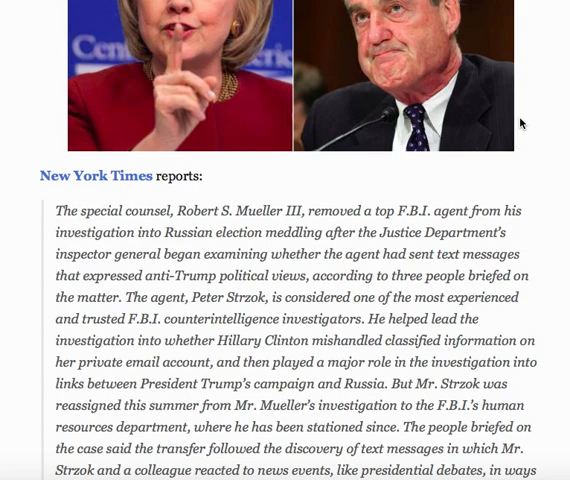 Cen
eric
New York Times reports:
The special counsel, Robert S. Mueller III, removed a top F.B.I. agent from his
investigation into Russian election meddling after the Justice Department's
inspector general began examining whether the agent had sent text messages
that expressed anti-Trump political views, according to three people briefed on
the matter. The agent, Peter Strzok, is considered one of the most experienced
and trusted F.B.I. counterintelligence investigators. He helped lead the
investigation into whether Hillary Clinton mishandled classified information on
her private email account, and then played a major role in the investigation into
links between President Trump's campaign and Russia. But Mr. Strzok was
reassigned this summer from Mr. Mueller's investigation to the F.B.I.'s human
resources department, where he has been stationed since. The people briefed on
the case said the transfer followed the discovery of text messages in which Mr.
Strzok and a colleague reacted to news events, like presidential debates, in ways